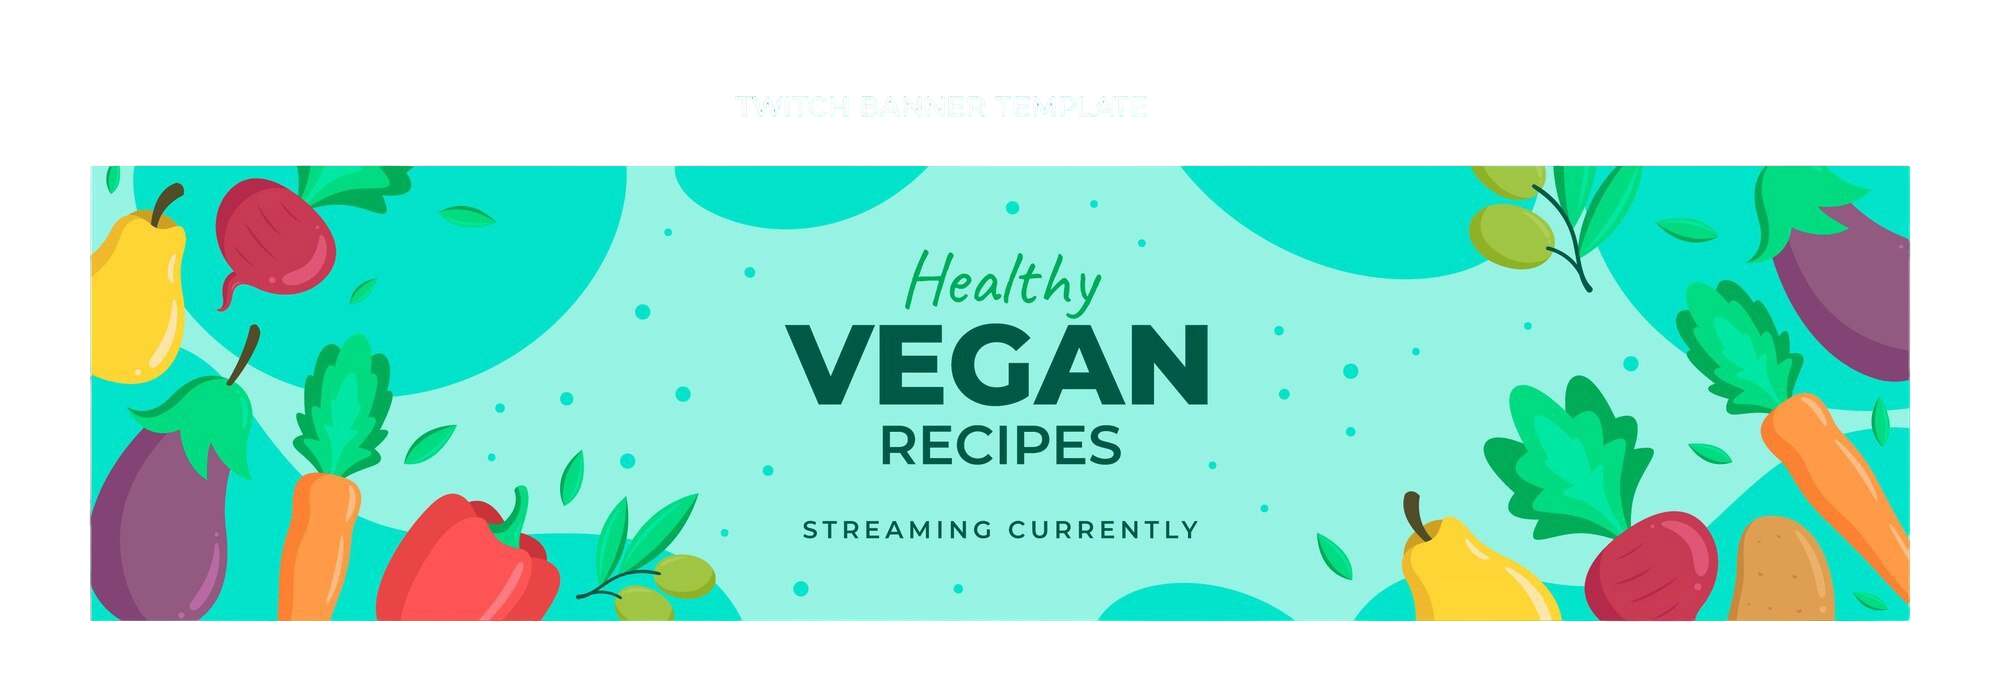 TWITCH BANNER TEMPLATE
Healthy
VEGAN
RECIPES
STREAMING CURRENTLY